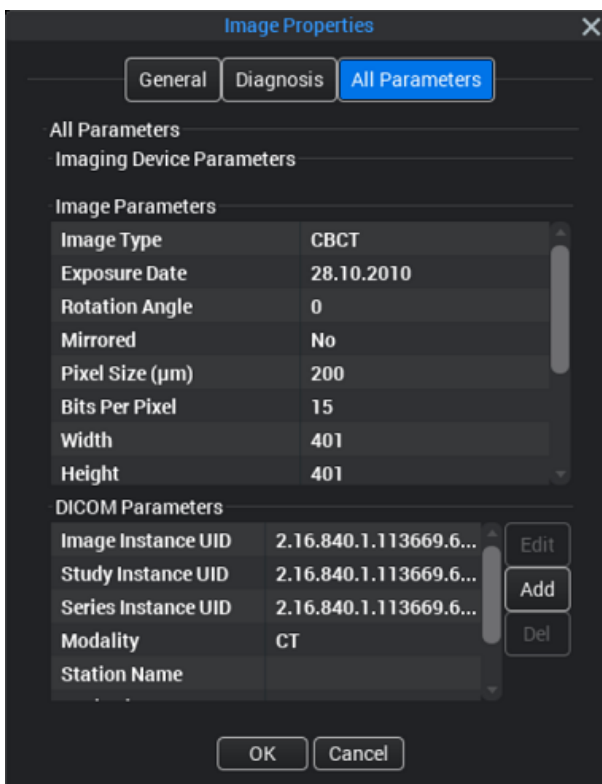 Image Properties
General Diagnosis All Parameters
All Parameters
Imaging Device Parameters
Image Parameters
Image Type CBCT
Exposure Date 28.10.2010
Rotation Angle 0
Mirrored No
Pixel Size (μm) 200
Bits Per Pixel 15
Width 401
Height 401
DICOM Parameters
Image Instance UID 2.16.840.1.113669.6...
Study Instance UID 2.16.840.1.113669.6...
Series Instance UID 2.16.840.1.113669.6...
Modality CT
Station Name
Edit
Add
Del
OK Cancel